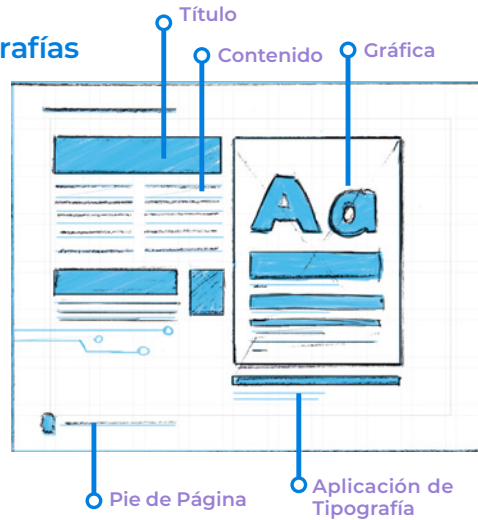 Título
rafías
Contenido
Gráfica
Aa
Pie de Página
Aplicación de
Tipografía